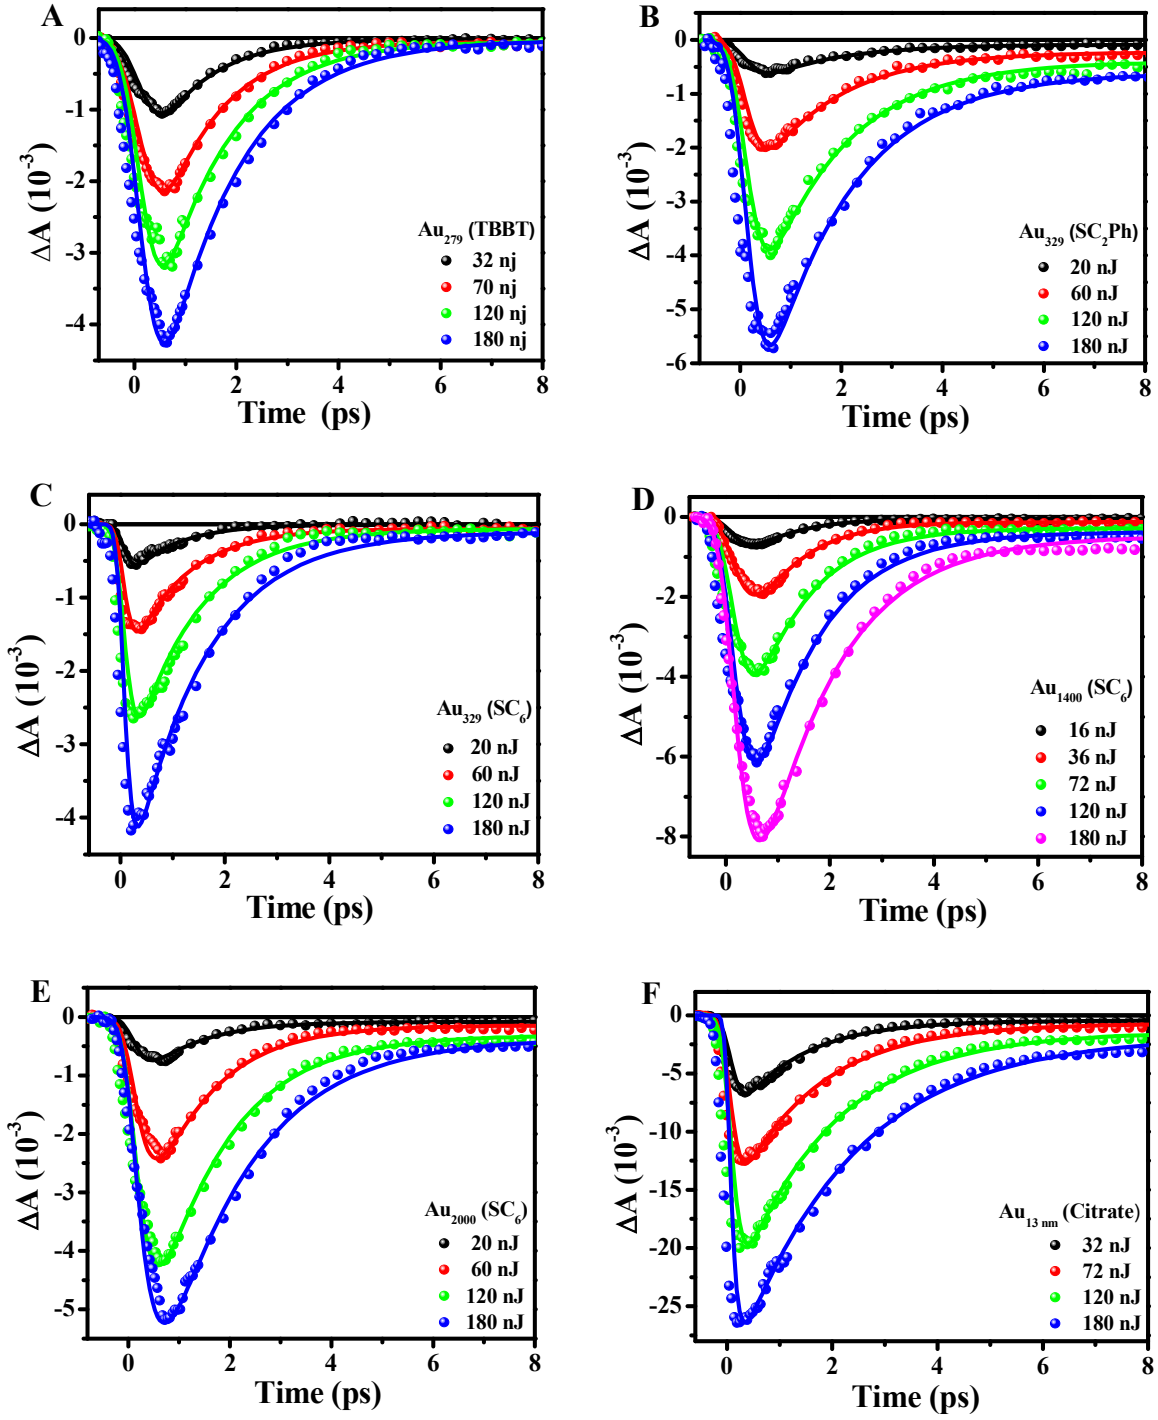 A
0
-1
-2
-3
-4
ΔA (10⁻³)
Au₂₇₉ (TBBT)
32 nj
70 nj
120 nj
180 nj
0 2 4 6 8
Time (ps)
B
0
-1
-2
-3
-4
-5
-6
ΔA (10⁻³)
Au₃₂₉ (SC₂Ph)
20 nJ
60 nJ
120 nJ
180 nJ
0 2 4 6 8
Time (ps)
C
0
-1
-2
-3
-4
ΔA (10⁻³)
Au₃₂₉ (SC₆)
20 nJ
60 nJ
120 nJ
180 nJ
0 2 4 6 8
Time (ps)
D
0
-2
-4
-6
-8
ΔA (10⁻³)
Au₁₄₀₀ (SC₆)
16 nJ
36 nJ
72 nJ
120 nJ
180 nJ
0 2 4 6 8
Time (ps)
E
0
-1
-2
-3
-4
-5
ΔA (10⁻³)
Au₂₀₀₀ (SC₆)
20 nJ
60 nJ
120 nJ
180 nJ
0 2 4 6 8
Time (ps)
F
0
-5
-10
-15
-20
-25
ΔA (10⁻³)
Au₁₃ ₙₘ (Citrate)
32 nJ
72 nJ
120 nJ
180 nJ
0 2 4 6 8
Time (ps)